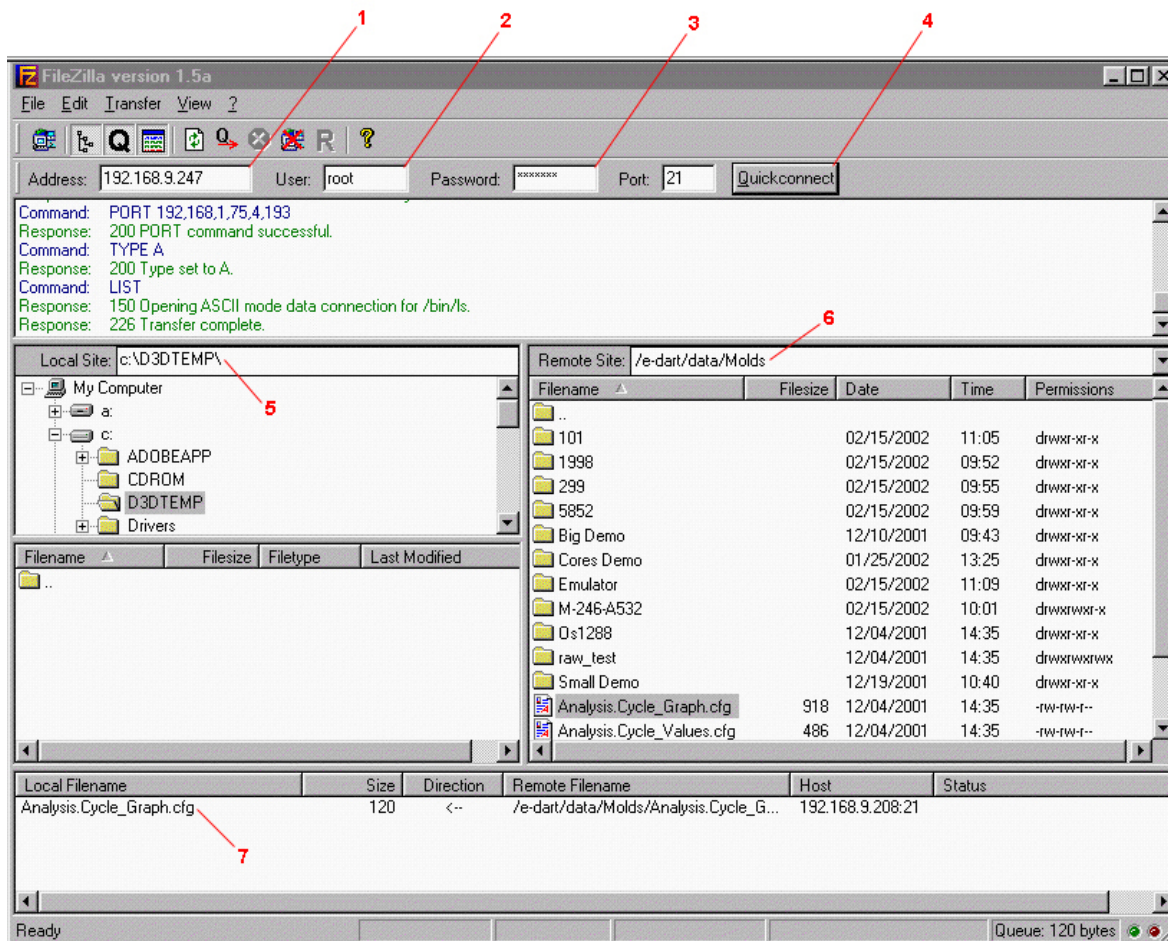 1 2 3 4
FileZilla version 1.5a
File Edit Transfer View ?
Address: 192.168.9.247 User: root Password: ******* Port: 21 Quickconnect
Command: PORT 192,168,1,75,4,193
Response: 200 PORT command successful.
Command: TYPE A
Response: 200 Type set to A.
Command: LIST
Response: 150 Opening ASCII mode data connection for /bin/ls.
Response: 226 Transfer complete.
6
Local Site: c:\D3DTEMP\
5
My Computer
a:
c:
ADOBEAPP
CDROM
D3DTEMP
Drivers
Filename Filesize Filetype Last Modified
..
Remote Site: /e-dart/data/Molds
Filename Filesize Date Time Permissions
..
101 02/15/2002 11:05 drwxr-xr-x
1998 02/15/2002 09:52 drwxr-xr-x
299 02/15/2002 09:55 drwxr-xr-x
5852 02/15/2002 09:59 drwxr-xr-x
Big Demo 12/10/2001 09:43 drwxr-xr-x
Cores Demo 01/25/2002 13:25 drwxr-xr-x
Emulator 02/15/2002 11:09 drwxr-xr-x
M-246-A532 02/15/2002 10:01 drwxrwxr-x
Os1288 12/04/2001 14:35 drwxr-xr-x
raw_test 12/04/2001 14:35 drwxrwxrwx
Small Demo 12/19/2001 10:40 drwxr-xr-x
Analysis.Cycle_Graph.cfg 918 12/04/2001 14:35 -rw-rw-r--
Analysis.Cycle_Values.cfg 486 12/04/2001 14:35 -rw-rw-r--
Local Filename Size Direction Remote Filename Host Status
Analysis.Cycle_Graph.cfg 120 <-- /e-dart/data/Molds/Analysis.Cycle_G... 192.168.9.208:21
7
Ready Queue: 120 bytes